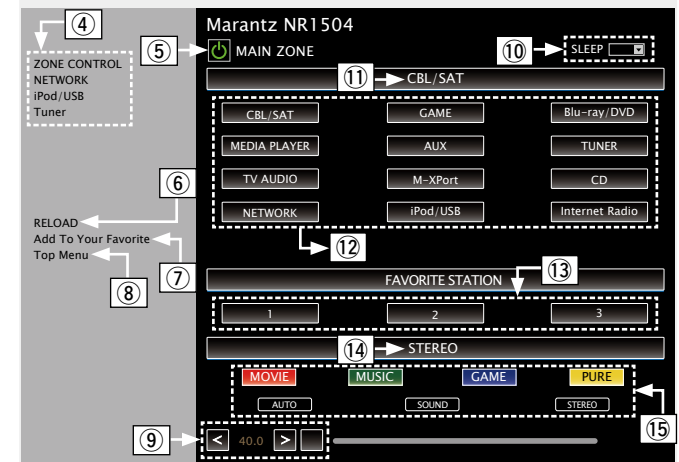 ④
ZONE CONTROL
NETWORK
iPod/USB
Tuner
⑥
RELOAD
Add To Your Favorite
Top Menu
⑦
⑧
Marantz NR1504
⑤
MAIN ZONE
⑩
SLEEP
⑪
CBL/SAT
CBL/SAT GAME Blu-ray/DVD
MEDIA PLAYER AUX TUNER
TV AUDIO M-XPort CD
NETWORK iPod/USB Internet Radio
⑫
⑬
FAVORITE STATION
1 2 3
⑭
STEREO
MOVIE MUSIC GAME PURE
AUTO SOUND STEREO
⑮
⑨
< 40.0 >